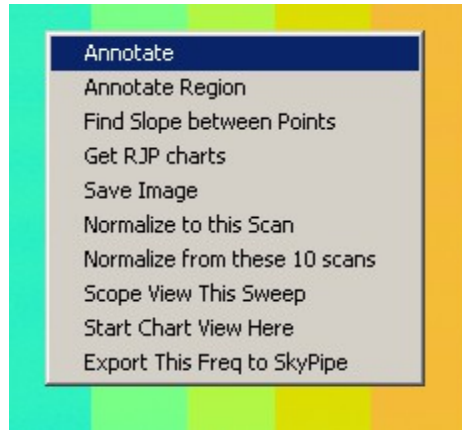 Annotate
Annotate Region
Find Slope between Points
Get RJP charts
Save Image
Normalize to this Scan
Normalize from these 10 scans
Scope View This Sweep
Start Chart View Here
Export This Freq to SkyPipe